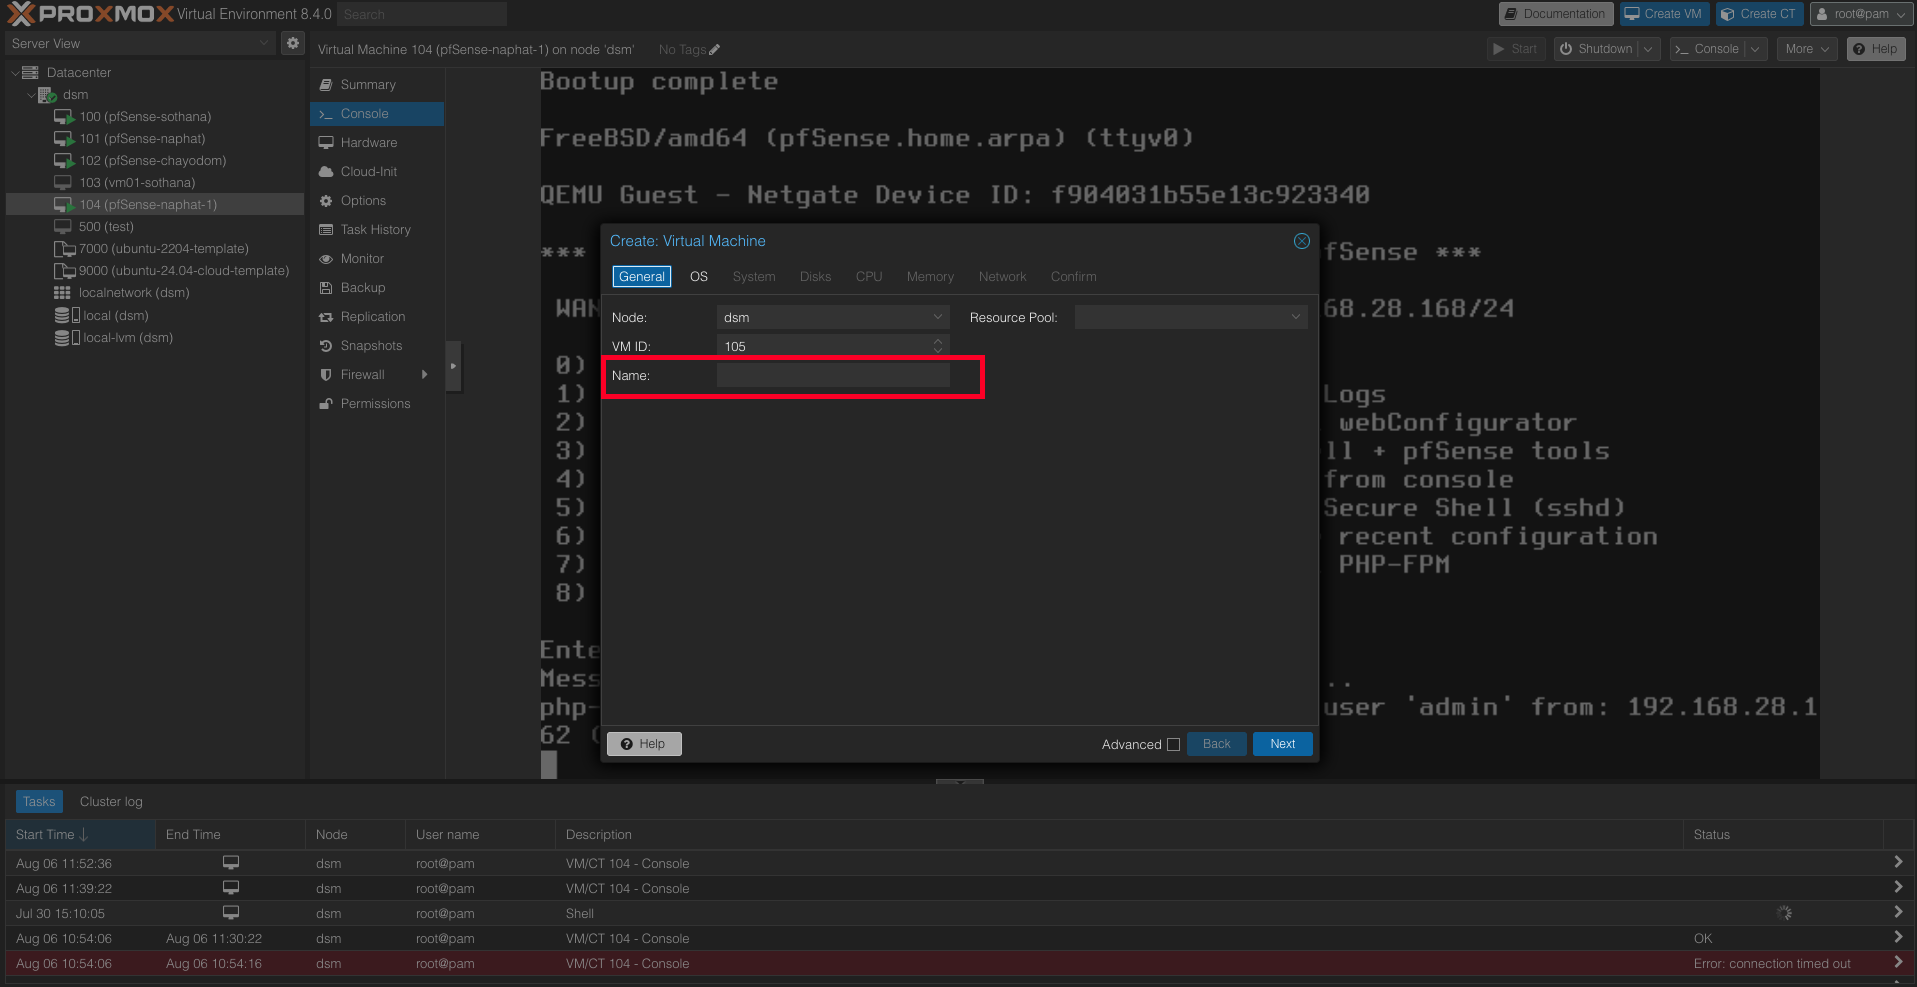 PROXMOX Virtual Environment 8.4.0 Search Documentation Create VM Create CT root@pam
Server View
Virtual Machine 104 (pfSense-naphat-1) on node 'dsm' No Tags Start Shutdown Console More Help
Datacenter
dsm
100 (pfSense-sothana)
101 (pfSense-naphat)
102 (pfSense-chayodom)
103 (vm01-sothana)
104 (pfSense-naphat-1)
500 (test)
7000 (ubuntu-2204-template)
9000 (ubuntu-24.04-cloud-template)
localnetwork (dsm)
local (dsm)
local-lvm (dsm)
Summary
Console
Hardware
Cloud-Init
Options
Task History
Monitor
Backup
Replication
Snapshots
Firewall
Permissions
Bootup complete
FreeBSD/amd64 (pfSense.home.arpa) (ttyv0)
QEMU Guest - Netgate Device ID: f904031b55e13c923340
*** fSense ***
WAN 68.28.168/24
0)
1) Logs
2) webConfigurator
3) ll + pfSense tools
4) from console
5) Secure Shell (sshd)
6) recent configuration
7) PHP-FPM
8)
Ente
Mess ..
php- user 'admin' from: 192.168.28.1
62 (
Create: Virtual Machine
General OS System Disks CPU Memory Network Confirm
Node: dsm Resource Pool:
VM ID: 105
Name:
Help Advanced Back Next
Tasks Cluster log
Start Time End Time Node User name Description Status
Aug 06 11:52:36 dsm root@pam VM/CT 104 - Console
Aug 06 11:39:22 dsm root@pam VM/CT 104 - Console
Jul 30 15:10:05 dsm root@pam Shell
Aug 06 10:54:06 Aug 06 11:30:22 dsm root@pam VM/CT 104 - Console OK
Aug 06 10:54:06 Aug 06 10:54:16 dsm root@pam VM/CT 104 - Console Error: connection timed out